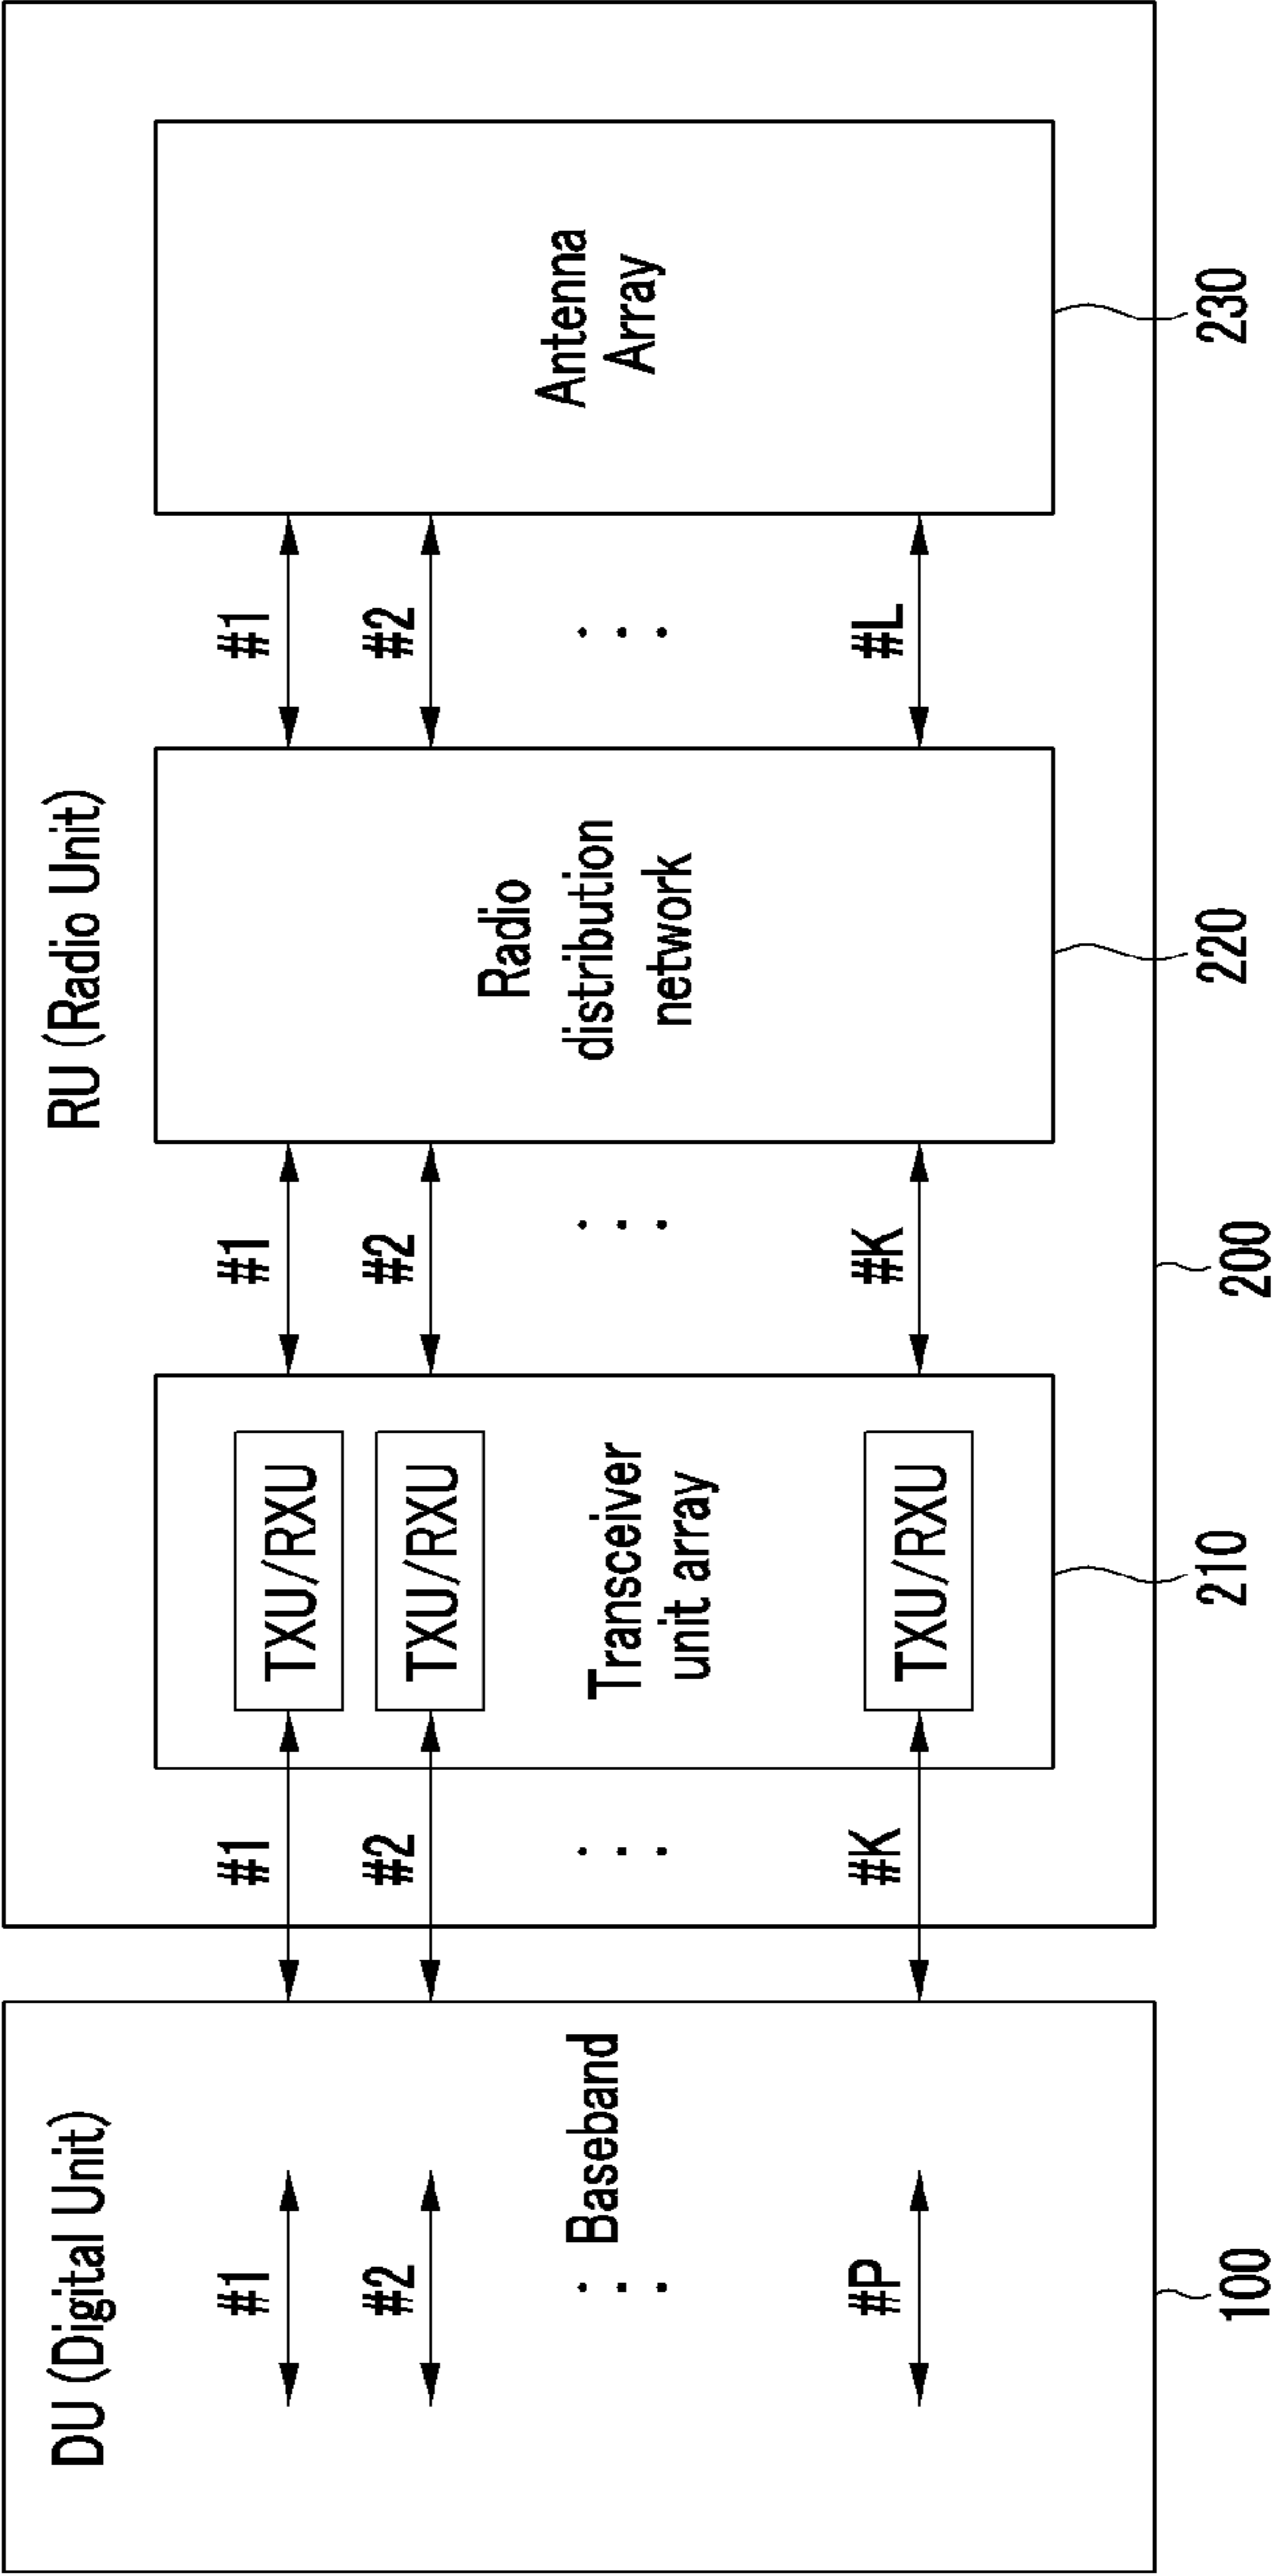 DU (Digital Unit)
#1
#2
Baseband
#P
100
#1
#2
#K
RU (Radio Unit)
TXU/RXU
TXU/RXU
Transceiver
unit array
TXU/RXU
210
#1
#2
#K
200
Radio
distribution
network
220
#1
#2
#L
Antenna
Array
230